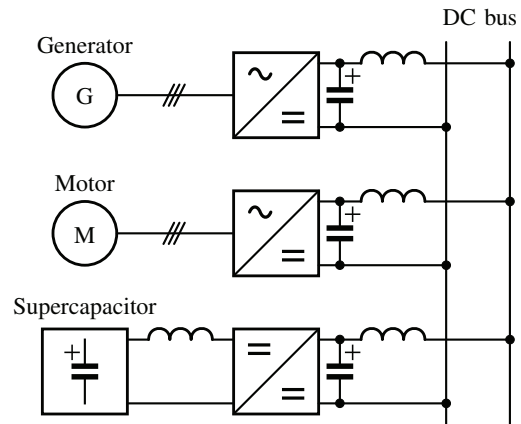 DC bus
Generator
G
+
Motor
M
+
Supercapacitor
+
+